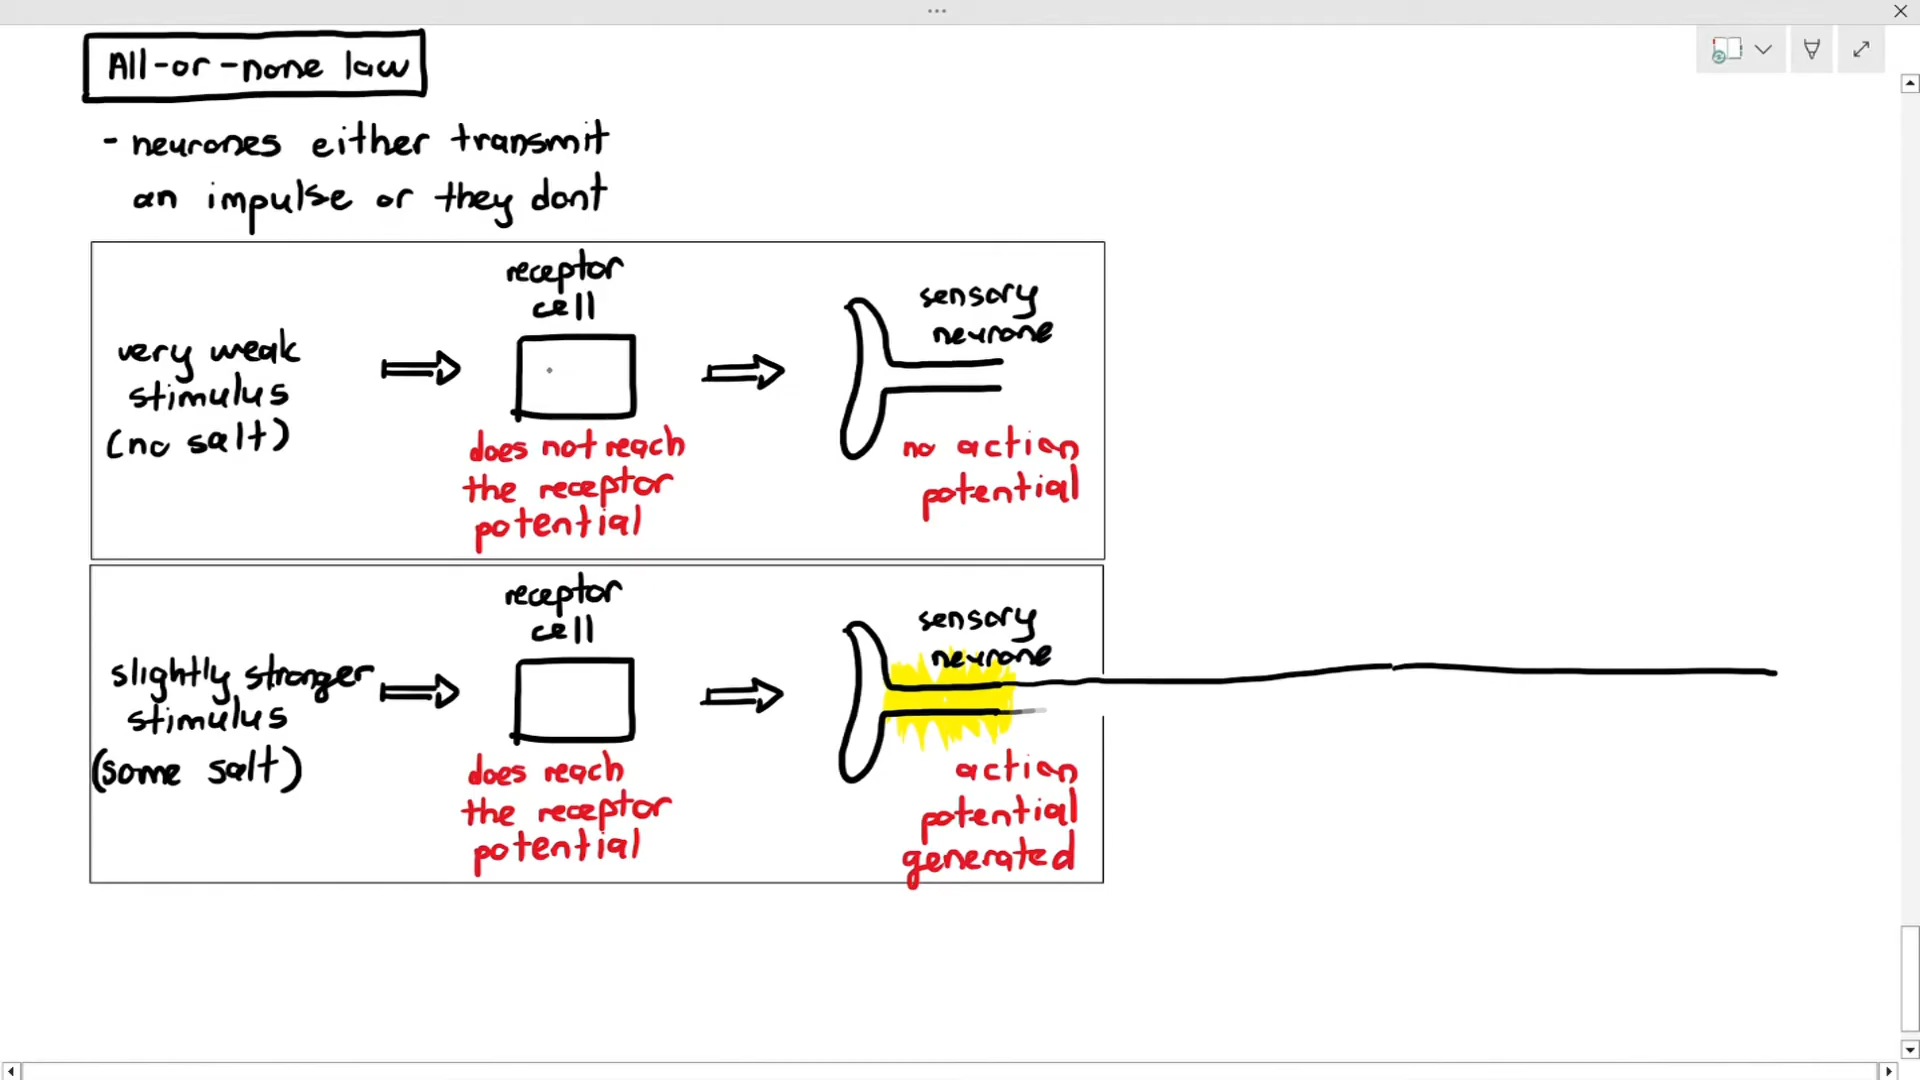 All-or-none law
- neurones either transmit
an impulse or they dont
receptor
cell
sensory
neurone
very weak
stimulus
(no salt)
does not reach
the receptor
potential
no action
potential
receptor
cell
sensory
neurone
slightly stronger
stimulus
(some salt)
does reach
the receptor
potential
action
potential
generated